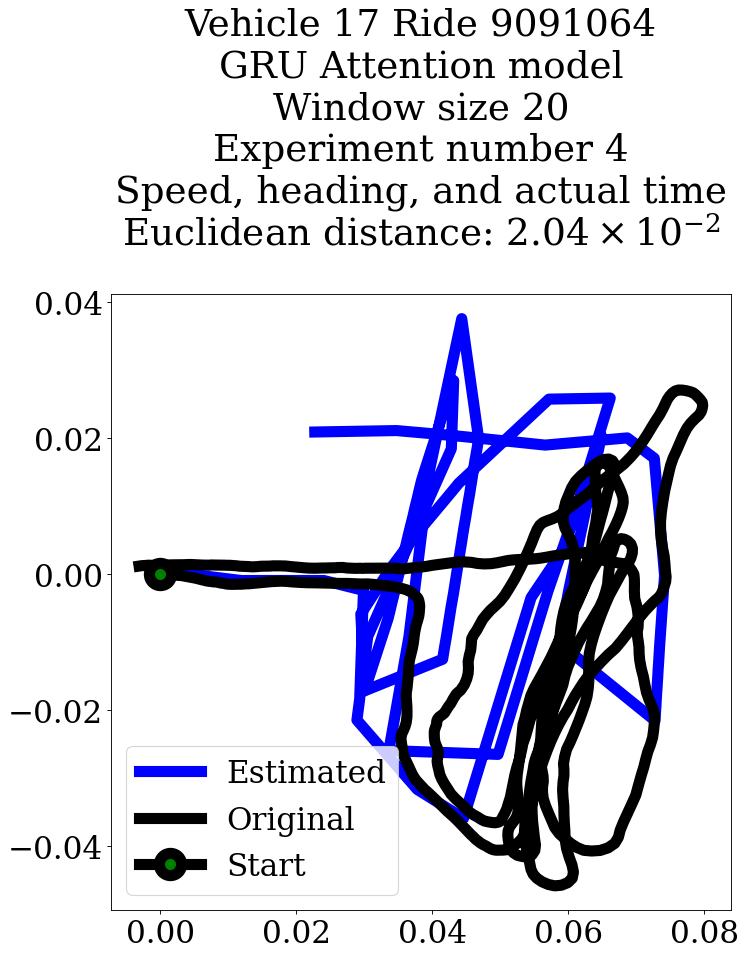 Vehicle 17 Ride 9091064
GRU Attention model
Window size 20
Experiment number 4
Speed, heading, and actual time
Euclidean distance: 2.04 × 10⁻²
0.04
0.02
0.00
−0.02
−0.04
Estimated
Original
Start
0.00 0.02 0.04 0.06 0.08